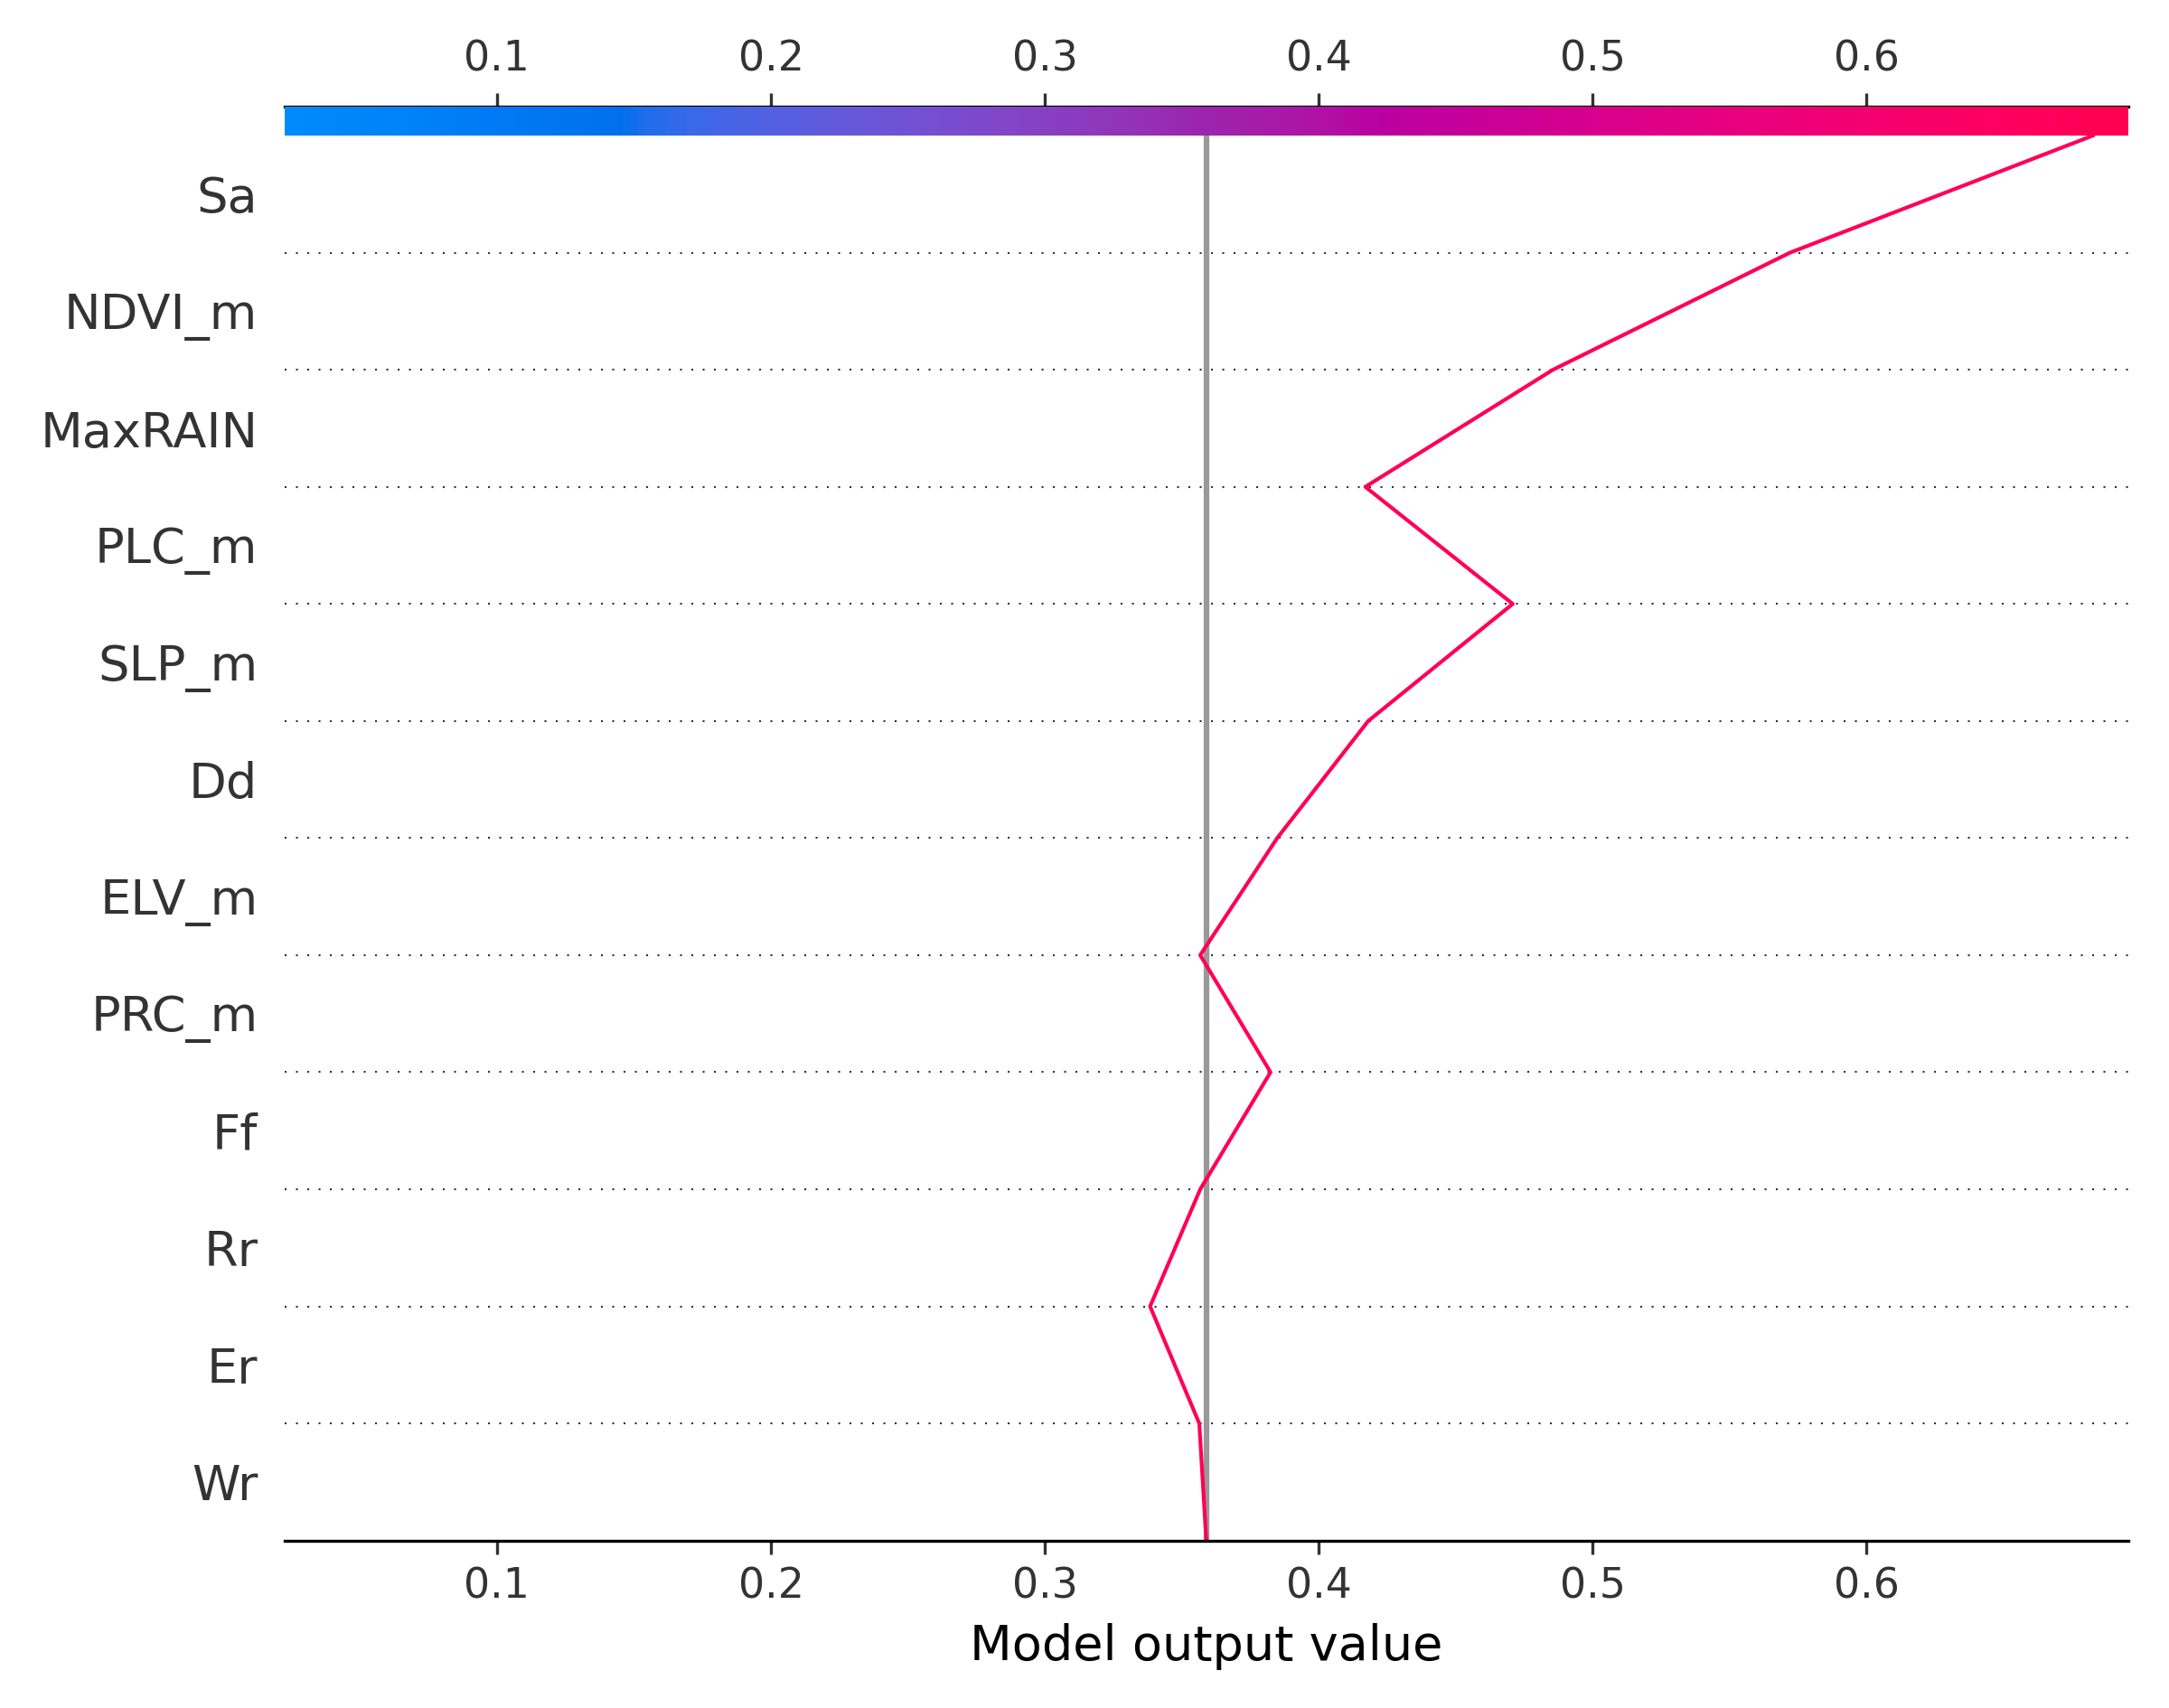 0.1 0.2 0.3 0.4 0.5 0.6
Sa
NDVI_m
MaxRAIN
PLC_m
SLP_m
Dd
ELV_m
PRC_m
Ff
Rr
Er
Wr
0.1 0.2 0.3 0.4 0.5 0.6
Model output value